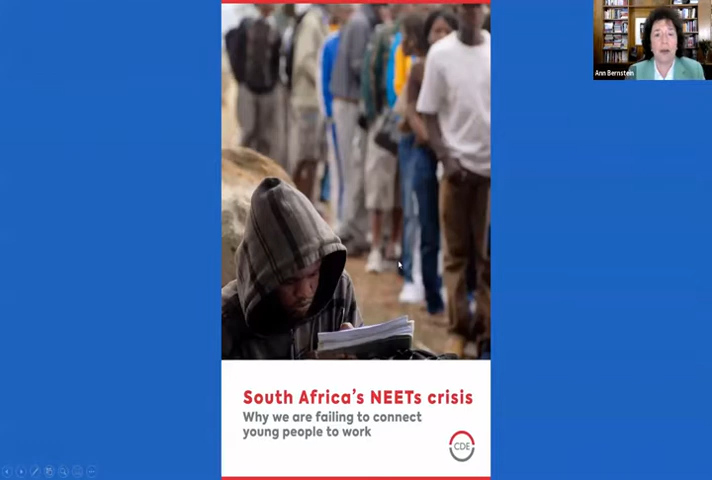 Ann Bernstein
South Africa's NEETs crisis
Why we are failing to connect
young people to work
CDE